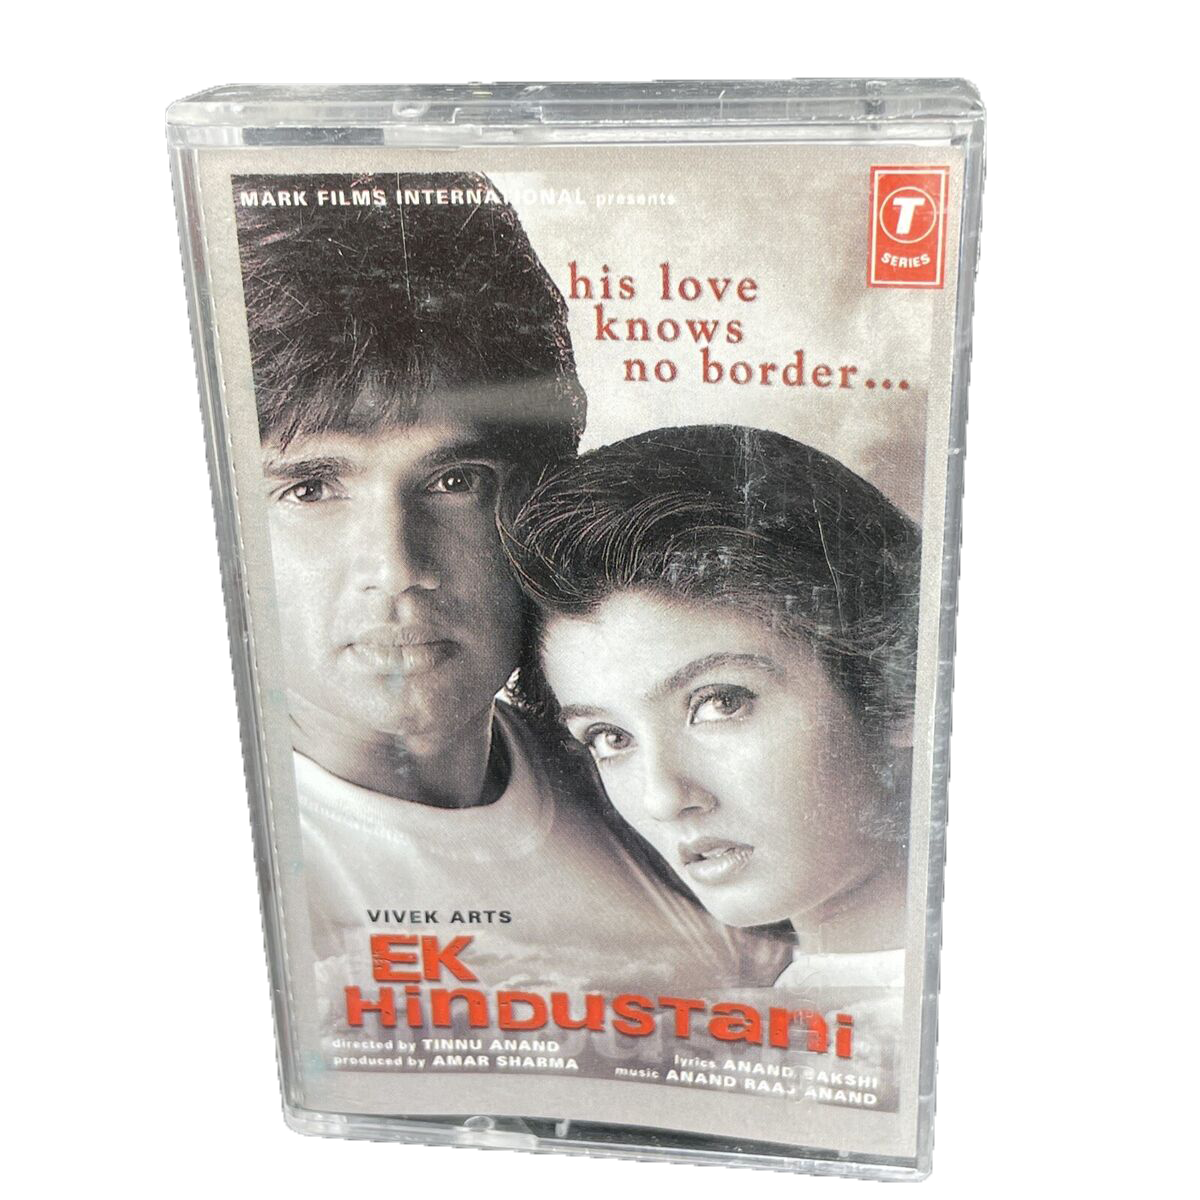 MARK FILMS INTERNATIONAL presents
T
SERIES
his love
knows
no border...
VIVEK ARTS
EK
HINDUSTANI
directed by TINNU ANAND
produced by AMAR SHARMA
lyrics ANAND BAKSHI
music ANAND RAAJ ANAND